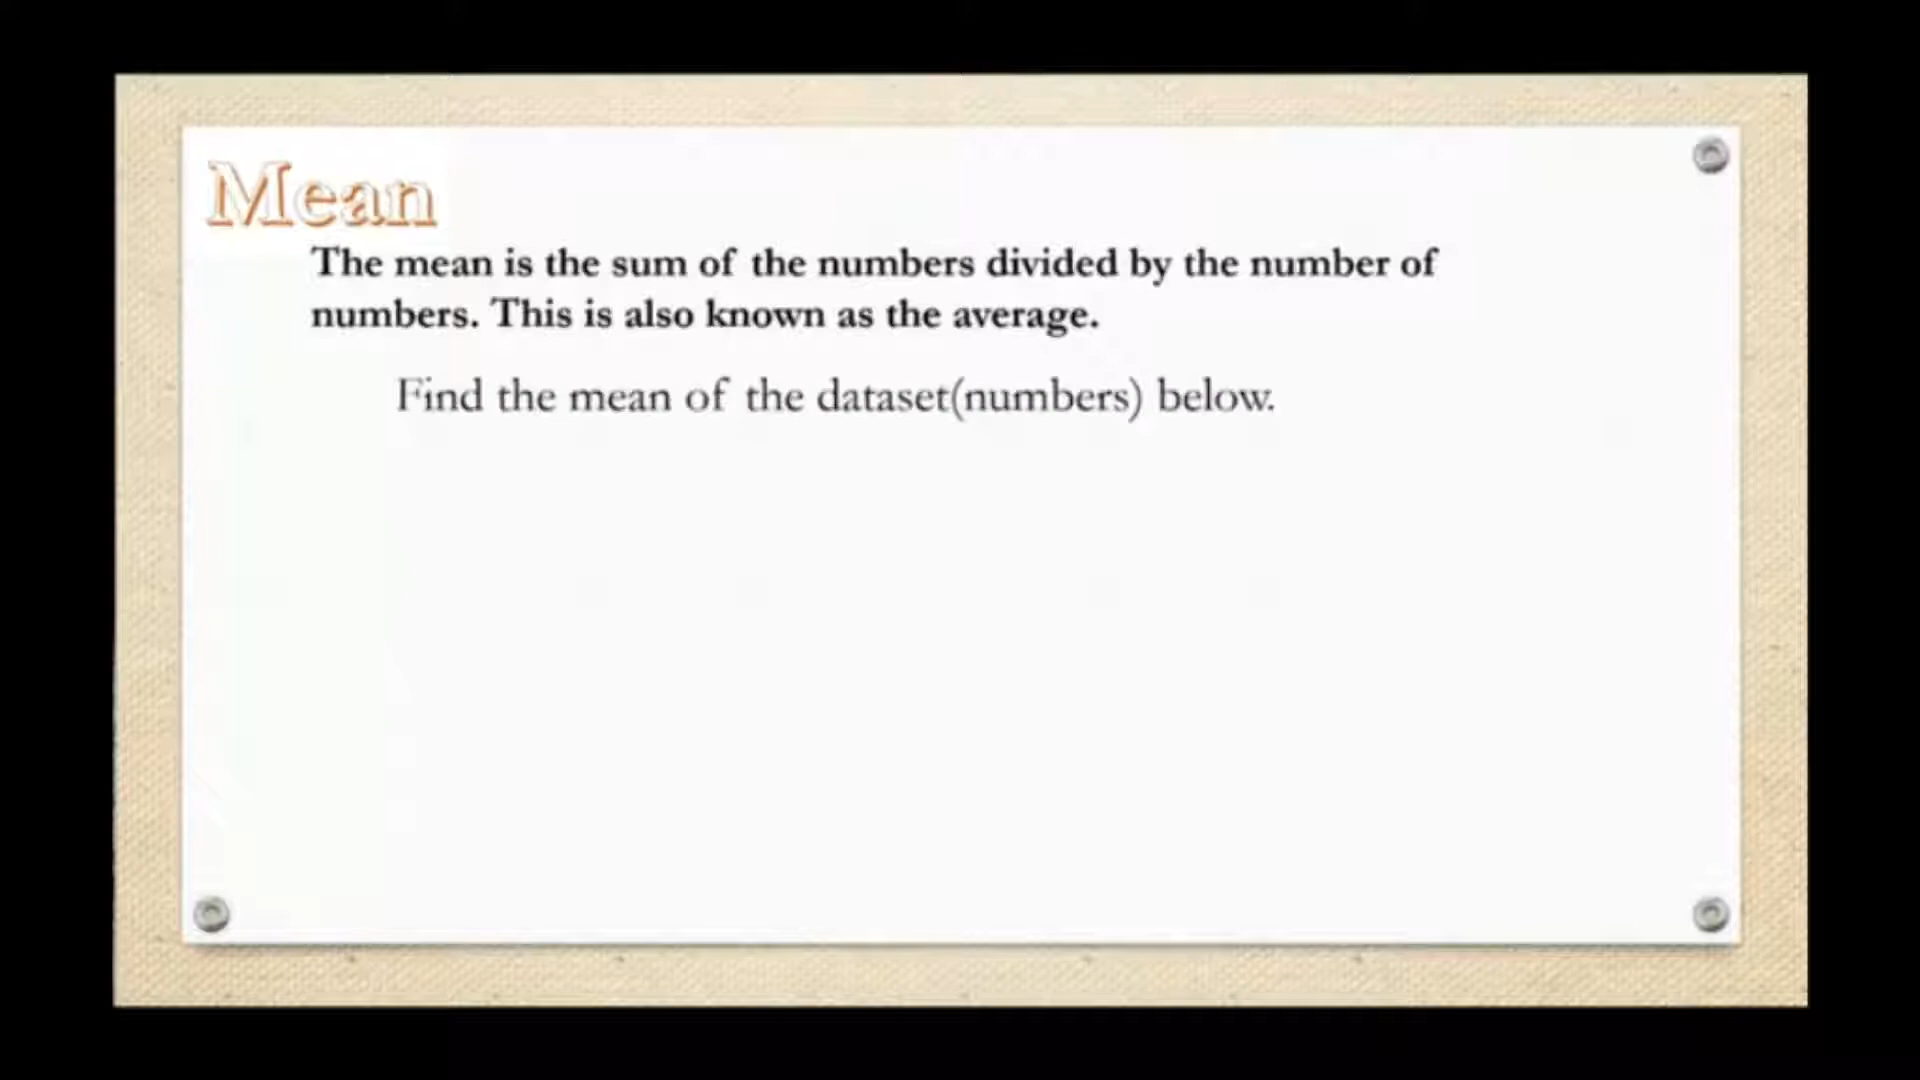 Mean
The mean is the sum of the numbers divided by the number of
numbers. This is also known as the average.
Find the mean of the dataset(numbers) below.